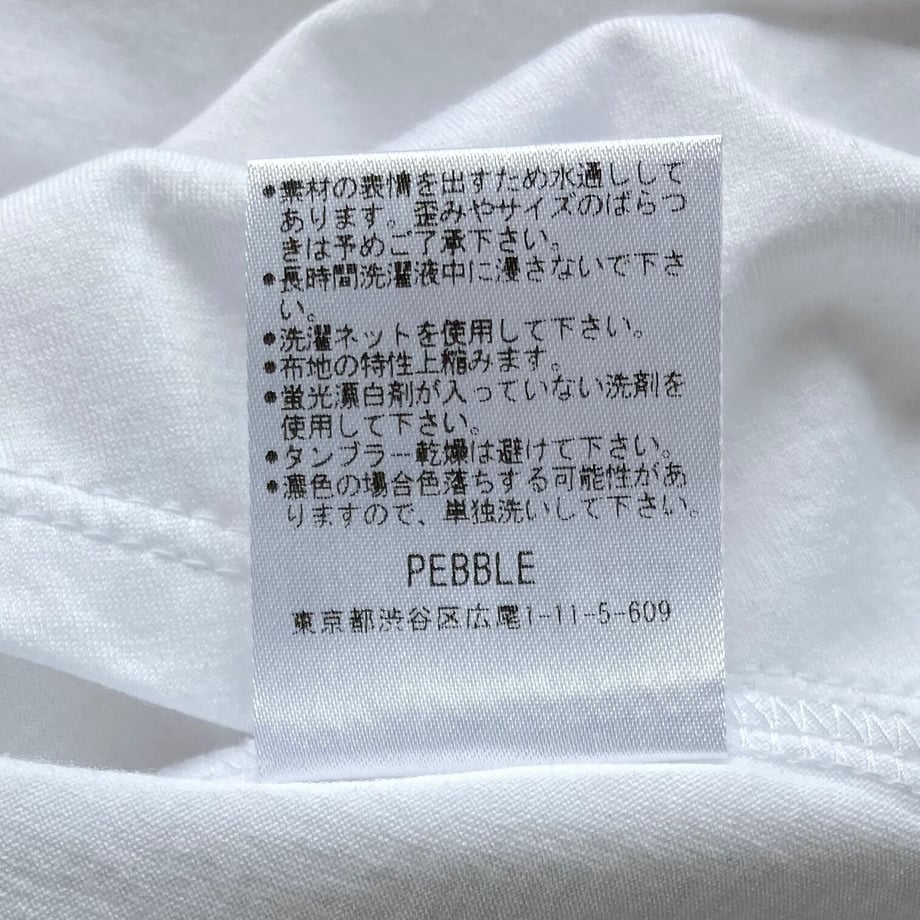 ●素材の表情を出すため水通しして
あります。歪みやサイズのばらつ
きは予めご了承下さい。
●長時間洗濯液中に浸さないで下さ
い。
●洗濯ネットを使用して下さい。
●布地の特性上縮みます。
●蛍光漂白剤が入っていない洗剤を
使用して下さい。
●タンブラー乾燥は避けて下さい。
●濃色の場合色落ちする可能性があ
りますので、単独洗いして下さい。
PEBBLE
東京都渋谷区広尾1-11-5-609